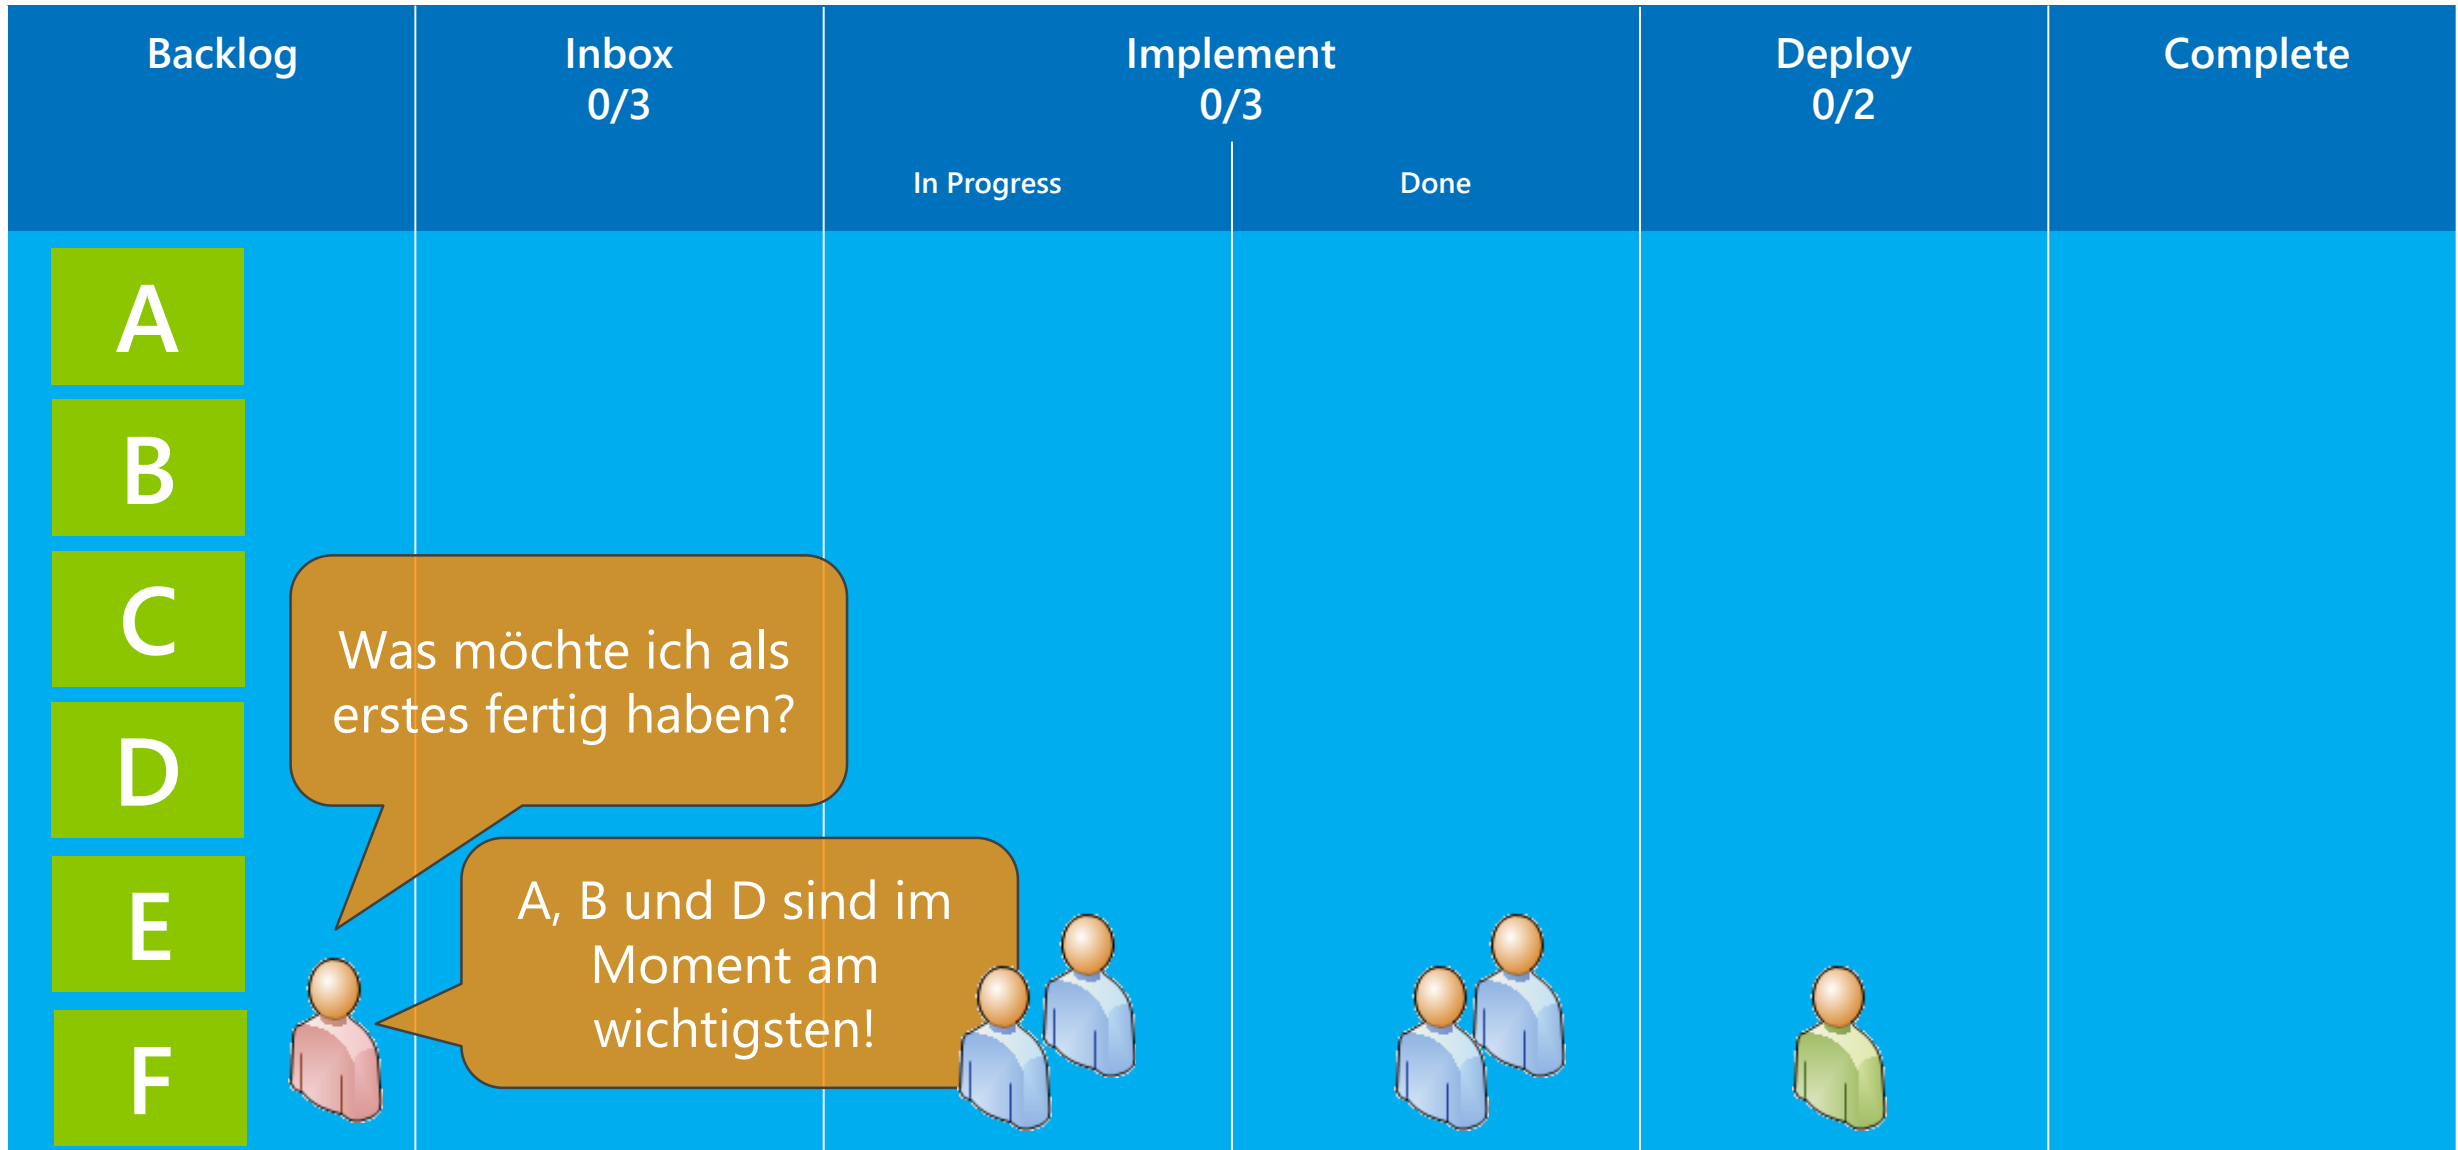 Backlog
Inbox
0/3
Implement
0/3
In Progress
Done
Deploy
0/2
Complete
A
B
C
D
E
F
Was möchte ich als
erstes fertig haben?
A, B und D sind im
Moment am
wichtigsten!